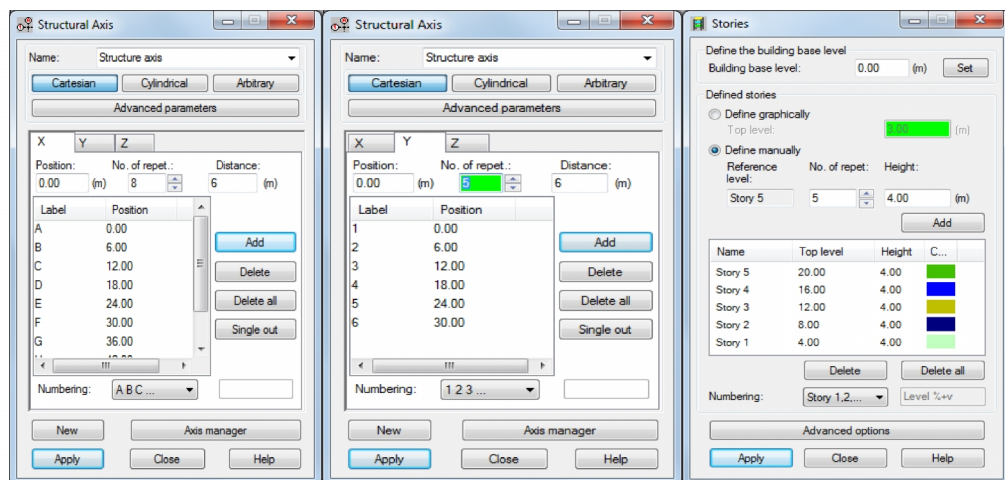 Structural Axis
Name: Structure axis
Cartesian Cylindrical Arbitrary
Advanced parameters
X Y Z
Position: No. of repet.: Distance:
0.00 (m) 8 6 (m)
Label Position
A 0.00
B 6.00
C 12.00
D 18.00
E 24.00
F 30.00
G 36.00
Add
Delete
Delete all
Single out
Numbering: A B C ...
New Axis manager
Apply Close Help
Structural Axis
Name: Structure axis
Cartesian Cylindrical Arbitrary
Advanced parameters
X Y Z
Position: No. of repet.: Distance:
0.00 (m) 5 6 (m)
Label Position
1 0.00
2 6.00
3 12.00
4 18.00
5 24.00
6 30.00
Add
Delete
Delete all
Single out
Numbering: 1 2 3 ...
New Axis manager
Apply Close Help
Stories
Define the building base level
Building base level: 0.00 (m) Set
Defined stories
Define graphically
Top level: 3.00 (m)
Define manually
Reference level: No. of repet: Height:
Story 5 5 4.00 (m)
Add
Name Top level Height C...
Story 5 20.00 4.00
Story 4 16.00 4.00
Story 3 12.00 4.00
Story 2 8.00 4.00
Story 1 4.00 4.00
Delete Delete all
Numbering: Story 1,2,... Level %+v
Advanced options
Apply Close Help